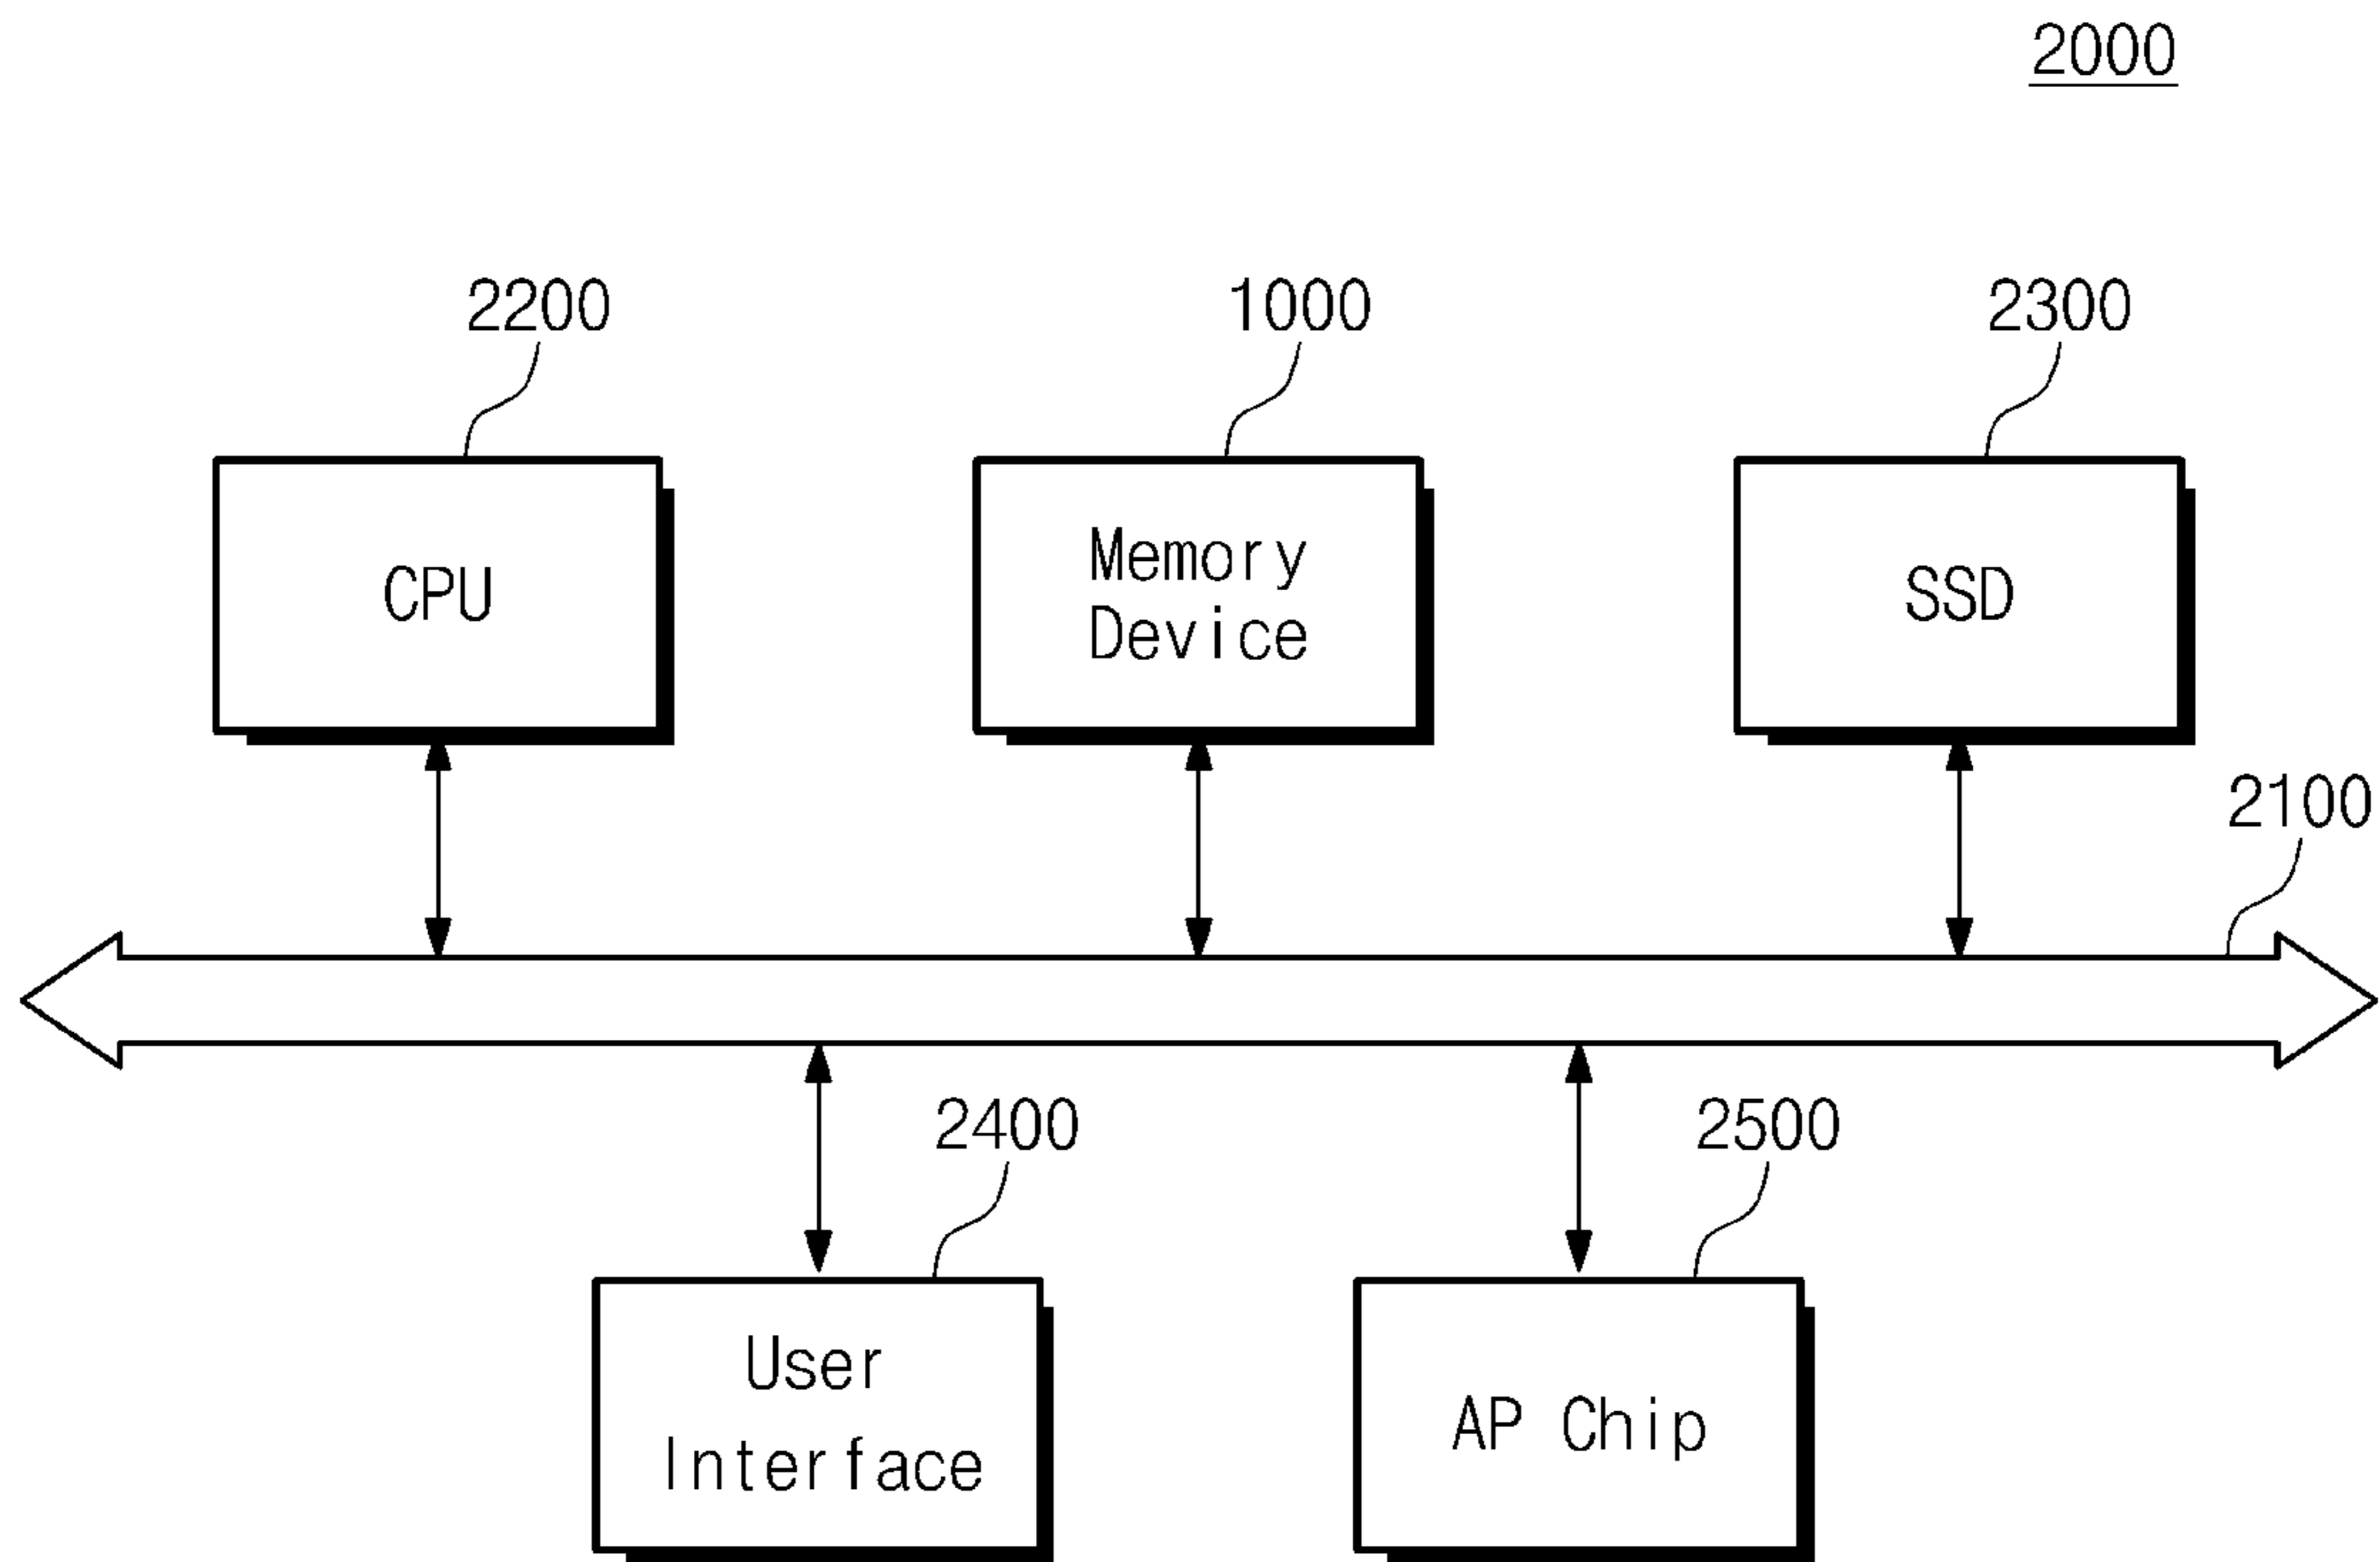 2000
2200
1000
2300
CPU
Memory
Device
SSD
2100
2400
2500
User
Interface
AP Chip